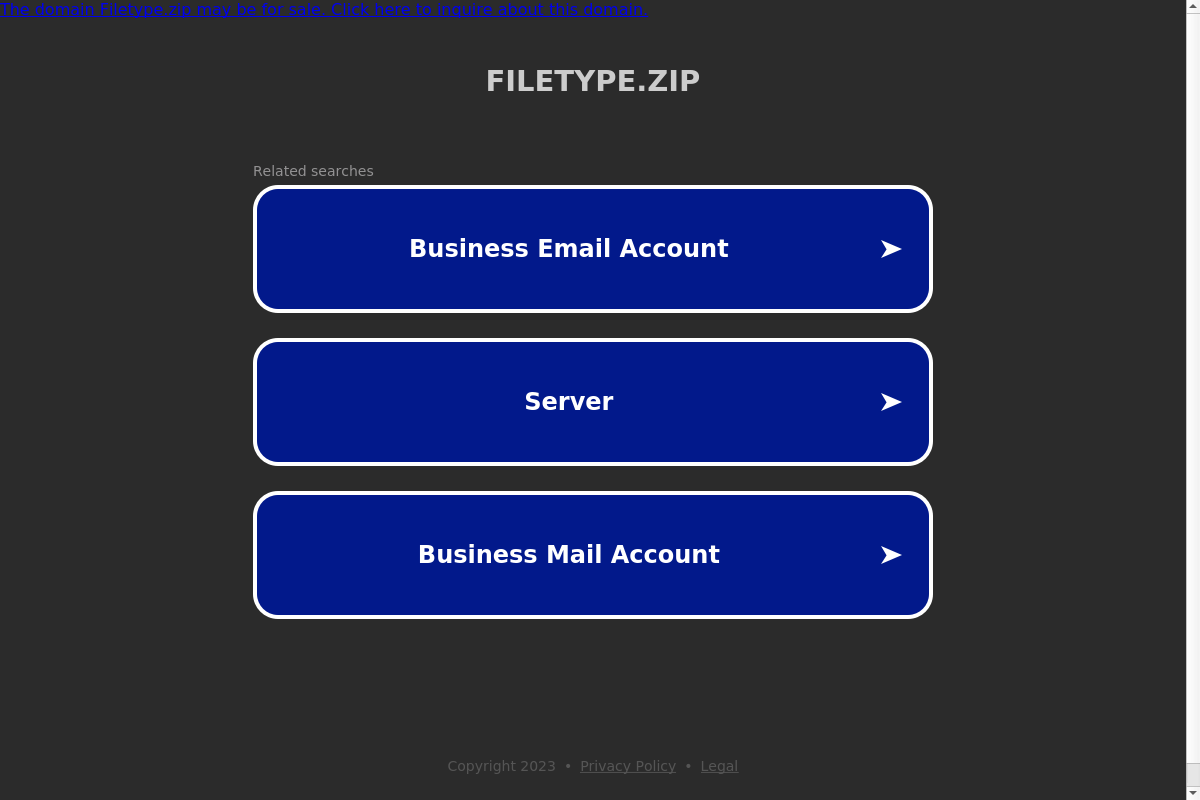 The domain Filetype.zip may be for sale. Click here to inquire about this domain.
FILETYPE.ZIP
Related searches
Business Email Account
Server
Business Mail Account
Copyright 2023 • Privacy Policy • Legal